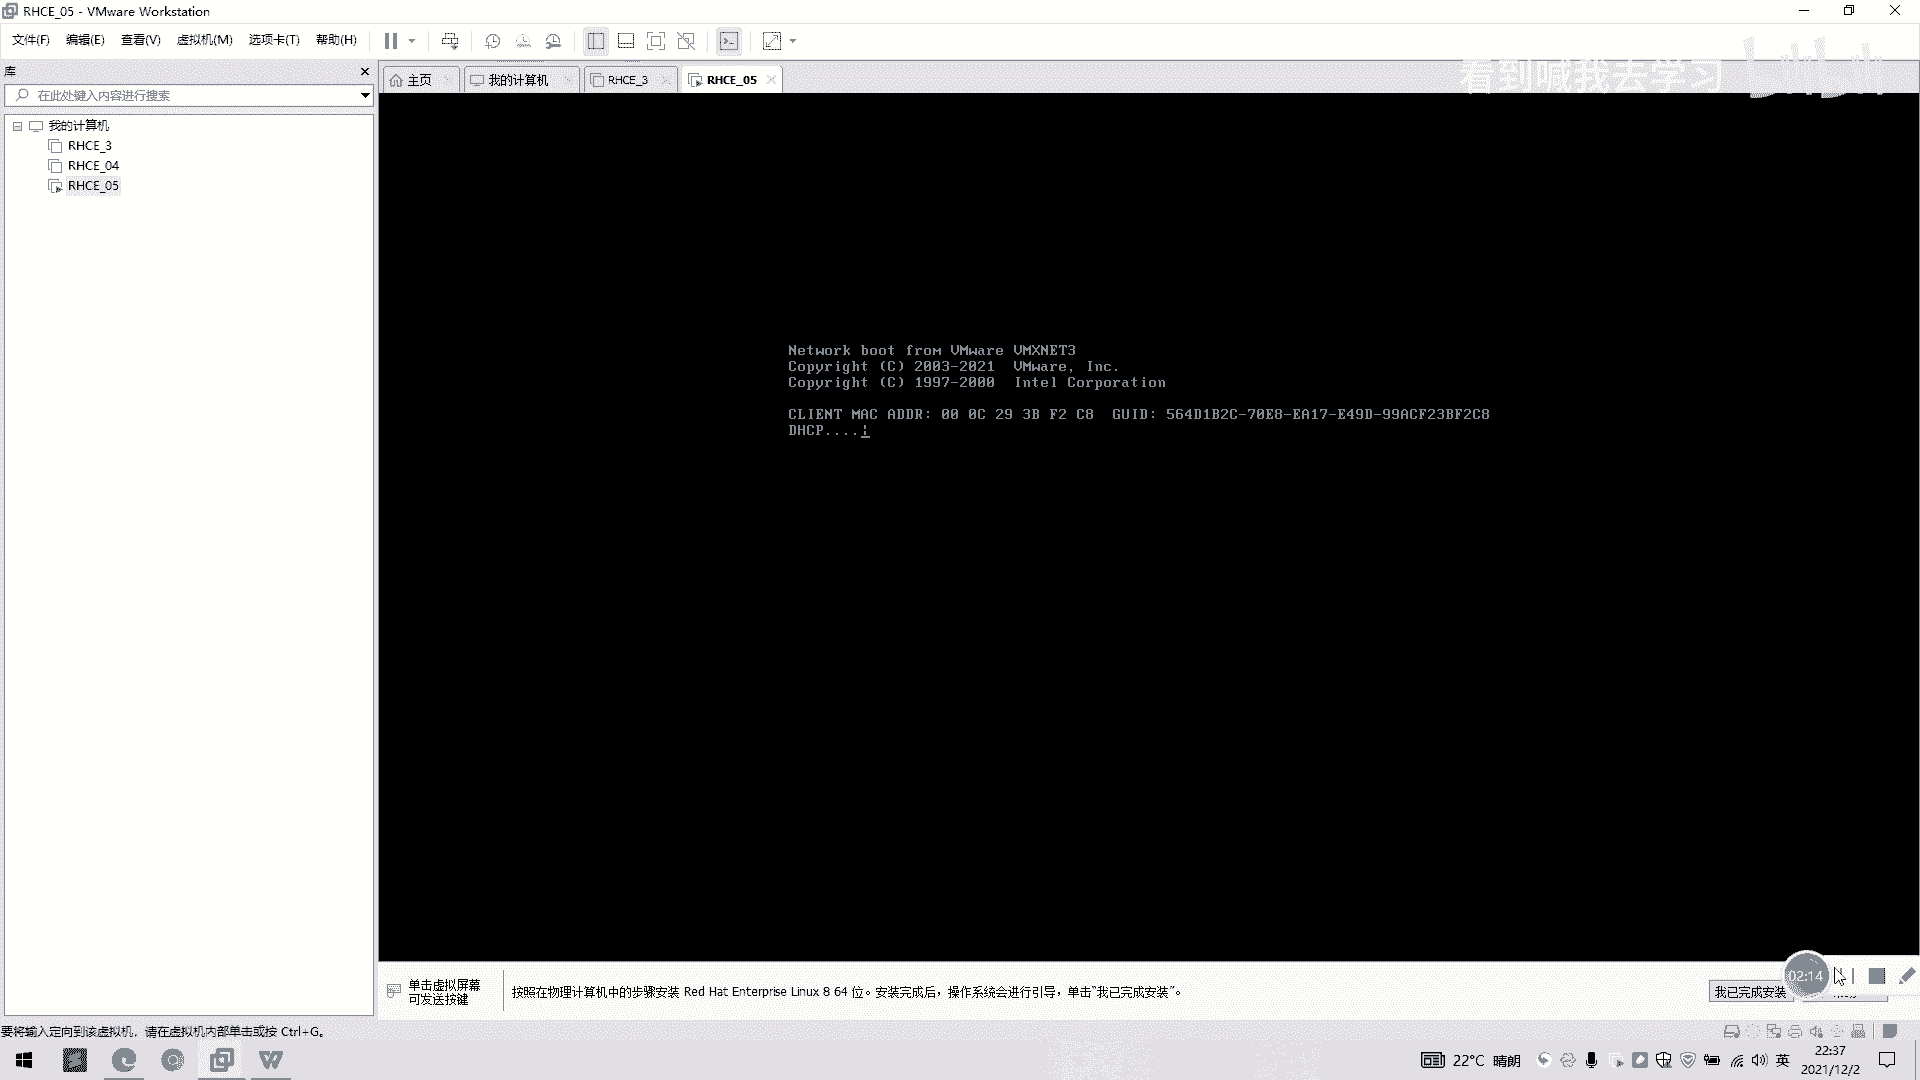 RHCE_05 - VMware Workstation
文件(F) 编辑(E) 查看(V) 虚拟机(M) 选项卡(T) 帮助(H)
库
在此处键入内容进行搜索
我的计算机
RHCE_3
RHCE_04
RHCE_05
主页 我的计算机 RHCE_3 RHCE_05
看到喊我去学习 bilibili
Network boot from VMware VMXNET3
Copyright (C) 2003-2021 VMware, Inc.
Copyright (C) 1997-2000 Intel Corporation
CLIENT MAC ADDR: 00 0C 29 3B F2 C8 GUID: 564D1B2C-70E8-EA17-E49D-99ACF23BF2C8
DHCP....
单击虚拟屏幕
可发送按键
按照在物理计算机中的步骤安装 Red Hat Enterprise Linux 8 64 位。安装完成后，操作系统会进行引导，单击“我已完成安装”。
我已完成安装
02:14
要将输入定向到该虚拟机，请在虚拟机内部单击或按 Ctrl+G。
22°C 晴朗
英
22:37
2021/12/2